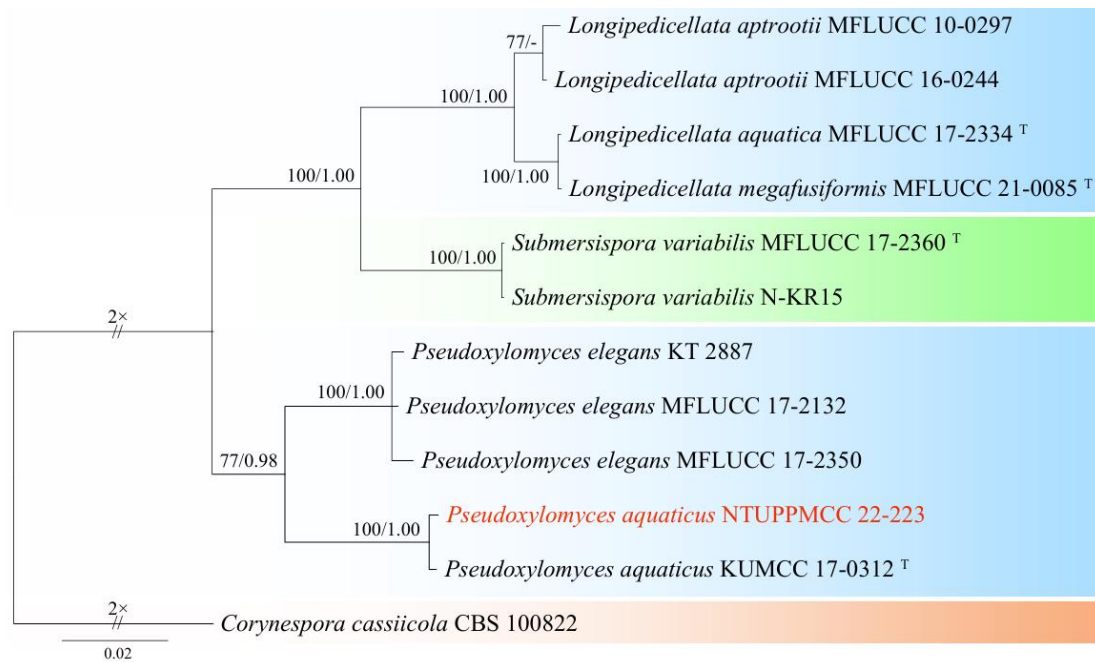 Longipedicellata aptrootii MFLUCC 10-0297
77/-
Longipedicellata aptrootii MFLUCC 16-0244
100/1.00
Longipedicellata aquatica MFLUCC 17-2334 T
100/1.00
100/1.00
Longipedicellata megafusiformis MFLUCC 21-0085 T
Submersispora variabilis MFLUCC 17-2360 T
100/1.00
Submersispora variabilis N-KR15
2×
//
Pseudoxylomyces elegans KT 2887
100/1.00
Pseudoxylomyces elegans MFLUCC 17-2132
77/0.98
Pseudoxylomyces elegans MFLUCC 17-2350
Pseudoxylomyces aquaticus NTUPPMCC 22-223
100/1.00
Pseudoxylomyces aquaticus KUMCC 17-0312 T
2×
//
Corynespora cassiicola CBS 100822
0.02